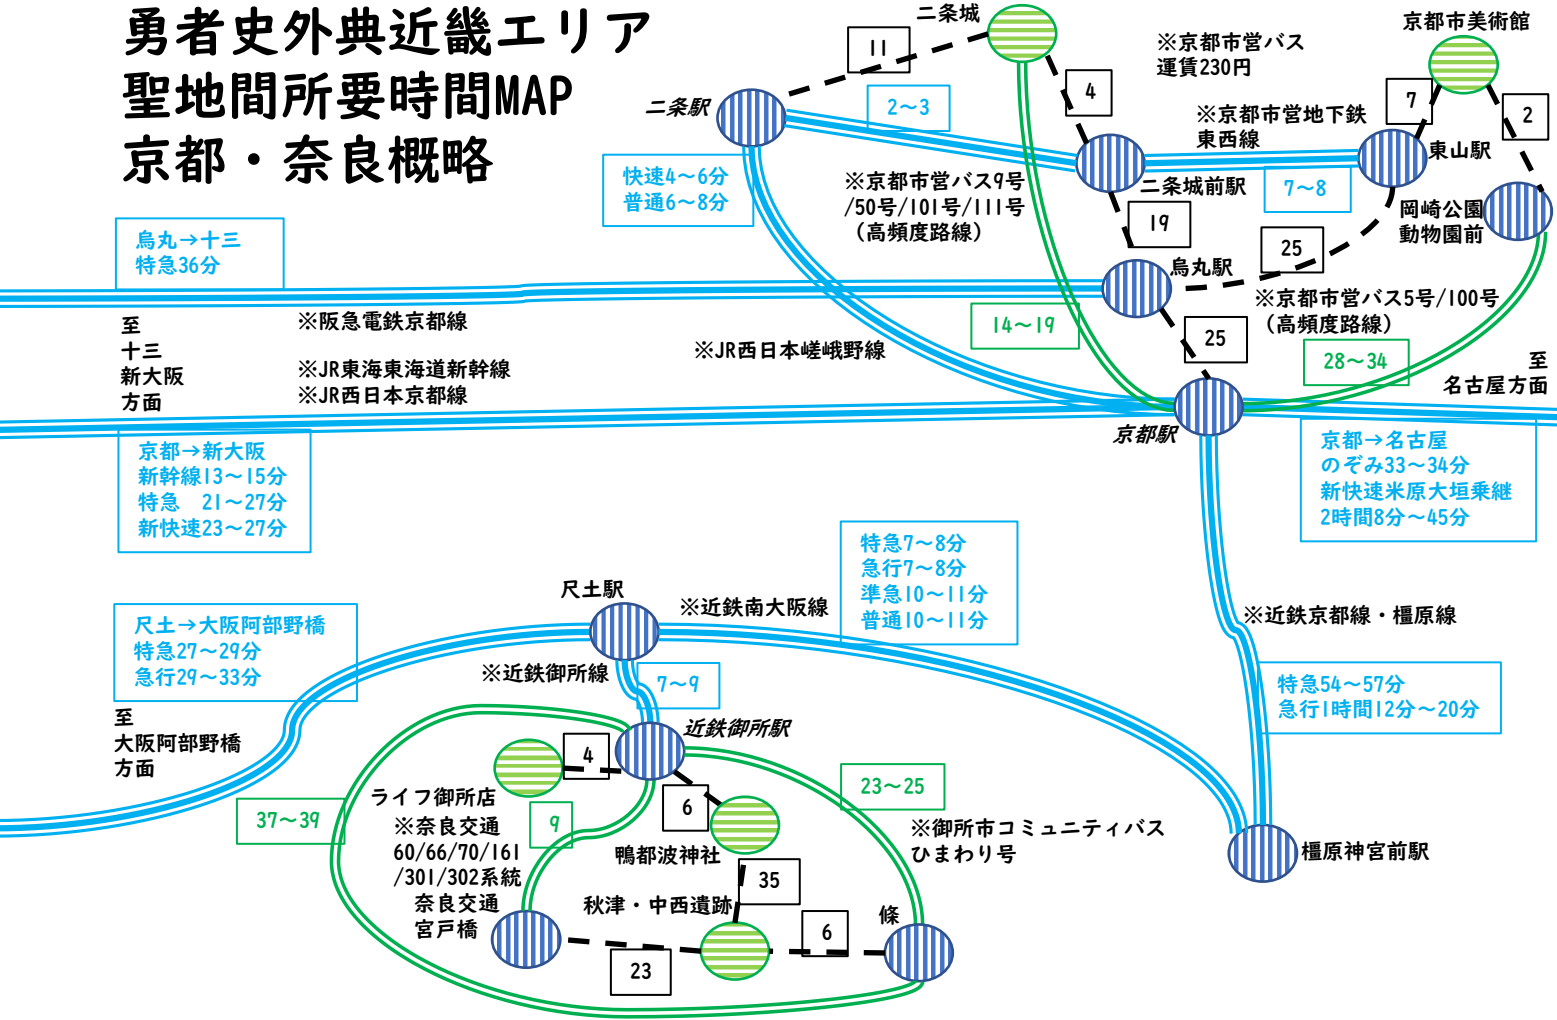 勇者史外典近畿エリア
聖地間所要時間MAP
京都・奈良概略
二条城
11
※京都市営バス
運賃230円
京都市美術館
4
7
2
二条駅
2～3
※京都市営地下鉄
東西線
東山駅
快速4～6分
普通6～8分
※京都市営バス9号
/50号/101号/111号
（高頻度路線）
二条城前駅
7～8
岡崎公園
動物園前
19
25
烏丸→十三
特急36分
烏丸駅
※京都市営バス5号/100号
（高頻度路線）
至
十三
新大阪
方面
※阪急電鉄京都線
※JR東海東海道新幹線
※JR西日本京都線
※JR西日本嵯峨野線
14～19
25
28～34
至
名古屋方面
京都駅
京都→新大阪
新幹線13～15分
特急　21～27分
新快速23～27分
京都→名古屋
のぞみ33～34分
新快速米原大垣乗継
2時間8分～45分
特急7～8分
急行7～8分
準急10～11分
普通10～11分
尺土駅
※近鉄南大阪線
※近鉄京都線・橿原線
尺土→大阪阿部野橋
特急27～29分
急行29～33分
※近鉄御所線
7～9
特急54～57分
急行1時間12分～20分
至
大阪阿部野橋
方面
近鉄御所駅
4
ライフ御所店
6
23～25
37～39
※奈良交通
60/66/70/161
/301/302系統
9
鴨都波神社
※御所市コミュニティバス
ひまわり号
橿原神宮前駅
35
奈良交通
宮戸橋
秋津・中西遺跡
6
條
23